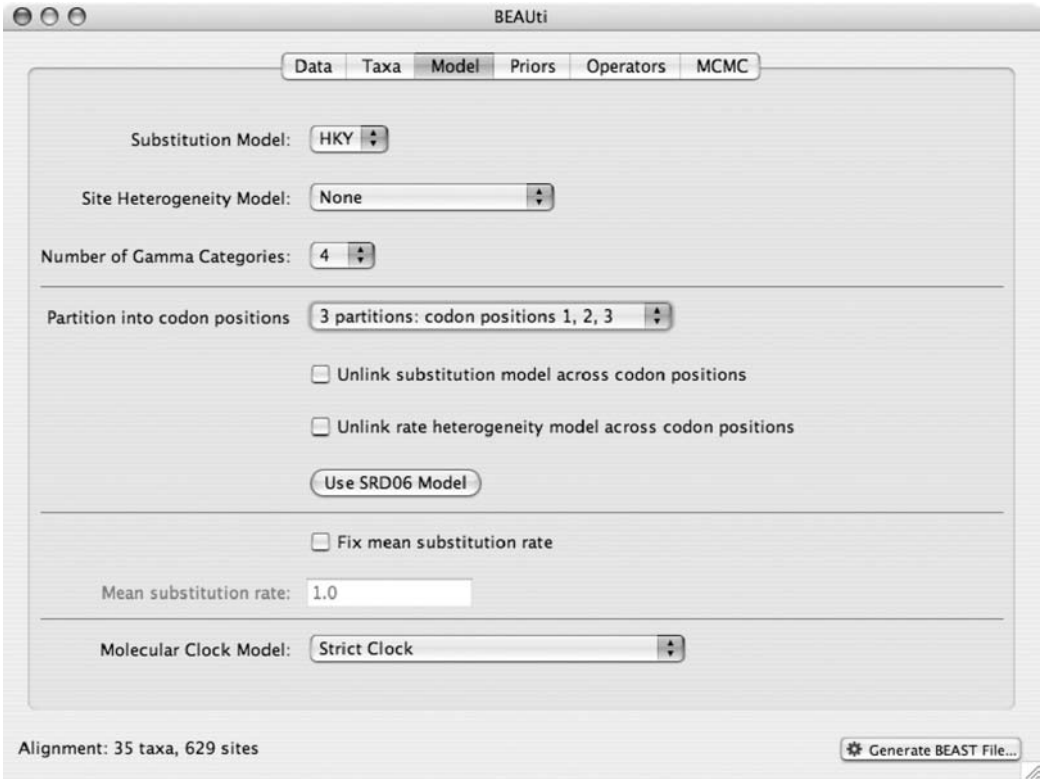 BEAUti
Data Taxa Model Priors Operators MCMC
Substitution Model: HKY
Site Heterogeneity Model: None
Number of Gamma Categories: 4
Partition into codon positions 3 partitions: codon positions 1, 2, 3
Unlink substitution model across codon positions
Unlink rate heterogeneity model across codon positions
Use SRD06 Model
Fix mean substitution rate
Mean substitution rate: 1.0
Molecular Clock Model: Strict Clock
Alignment: 35 taxa, 629 sites Generate BEAST File...